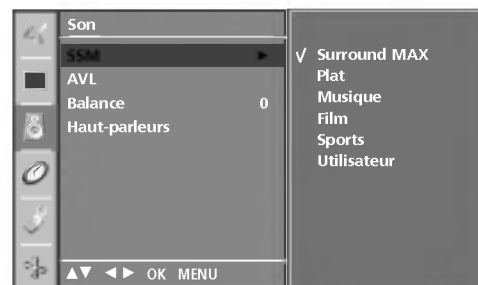 Son
SSM ►
AVL
Balance 0
Haut-parleurs
▲▼ ◄► OK MENU
√ Surround MAX
Plat
Musique
Film
Sports
Utilisateur